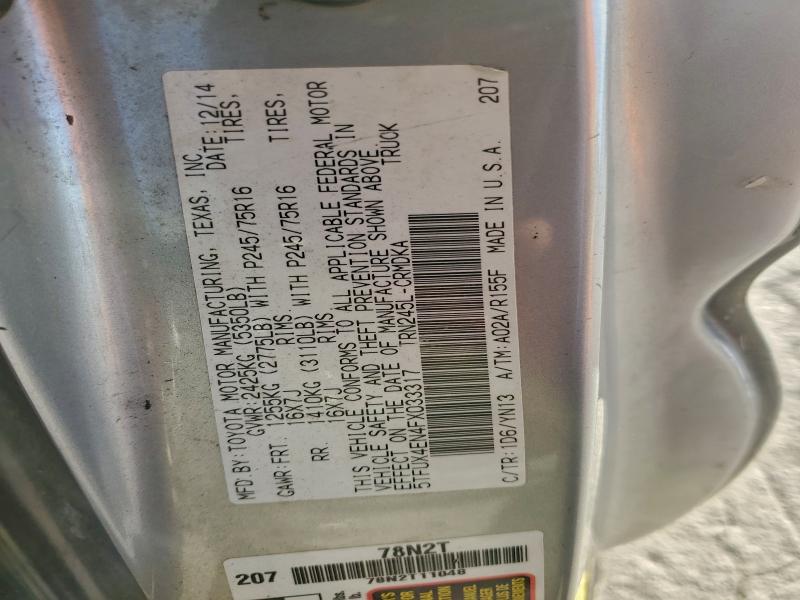 MFD.BY:TOYOTA MOTOR MANUFACTURING, TEXAS, INC. DATE:12/14
GVWR:2425KG (5350LB)
GAWR:FRT. 1255KG (2775LB) WITH P245/75R16 TIRES,
16X7J RIMS,
RR. 1410KG (3110LB) WITH P245/75R16 TIRES,
16X7J RIMS,
THIS VEHICLE CONFORMS TO ALL APPLICABLE FEDERAL MOTOR
VEHICLE SAFETY AND THEFT PREVENTION STANDARDS IN
EFFECT ON THE DATE OF MANUFACTURE SHOWN ABOVE.
5TFUX4EN4FX033317 TRN245L-CRMDKA TRUCK
C/TR:1D6/YN13 A/TM:A02A/R155F MADE IN U.S.A. 207
78N2T
207 78N2T11048